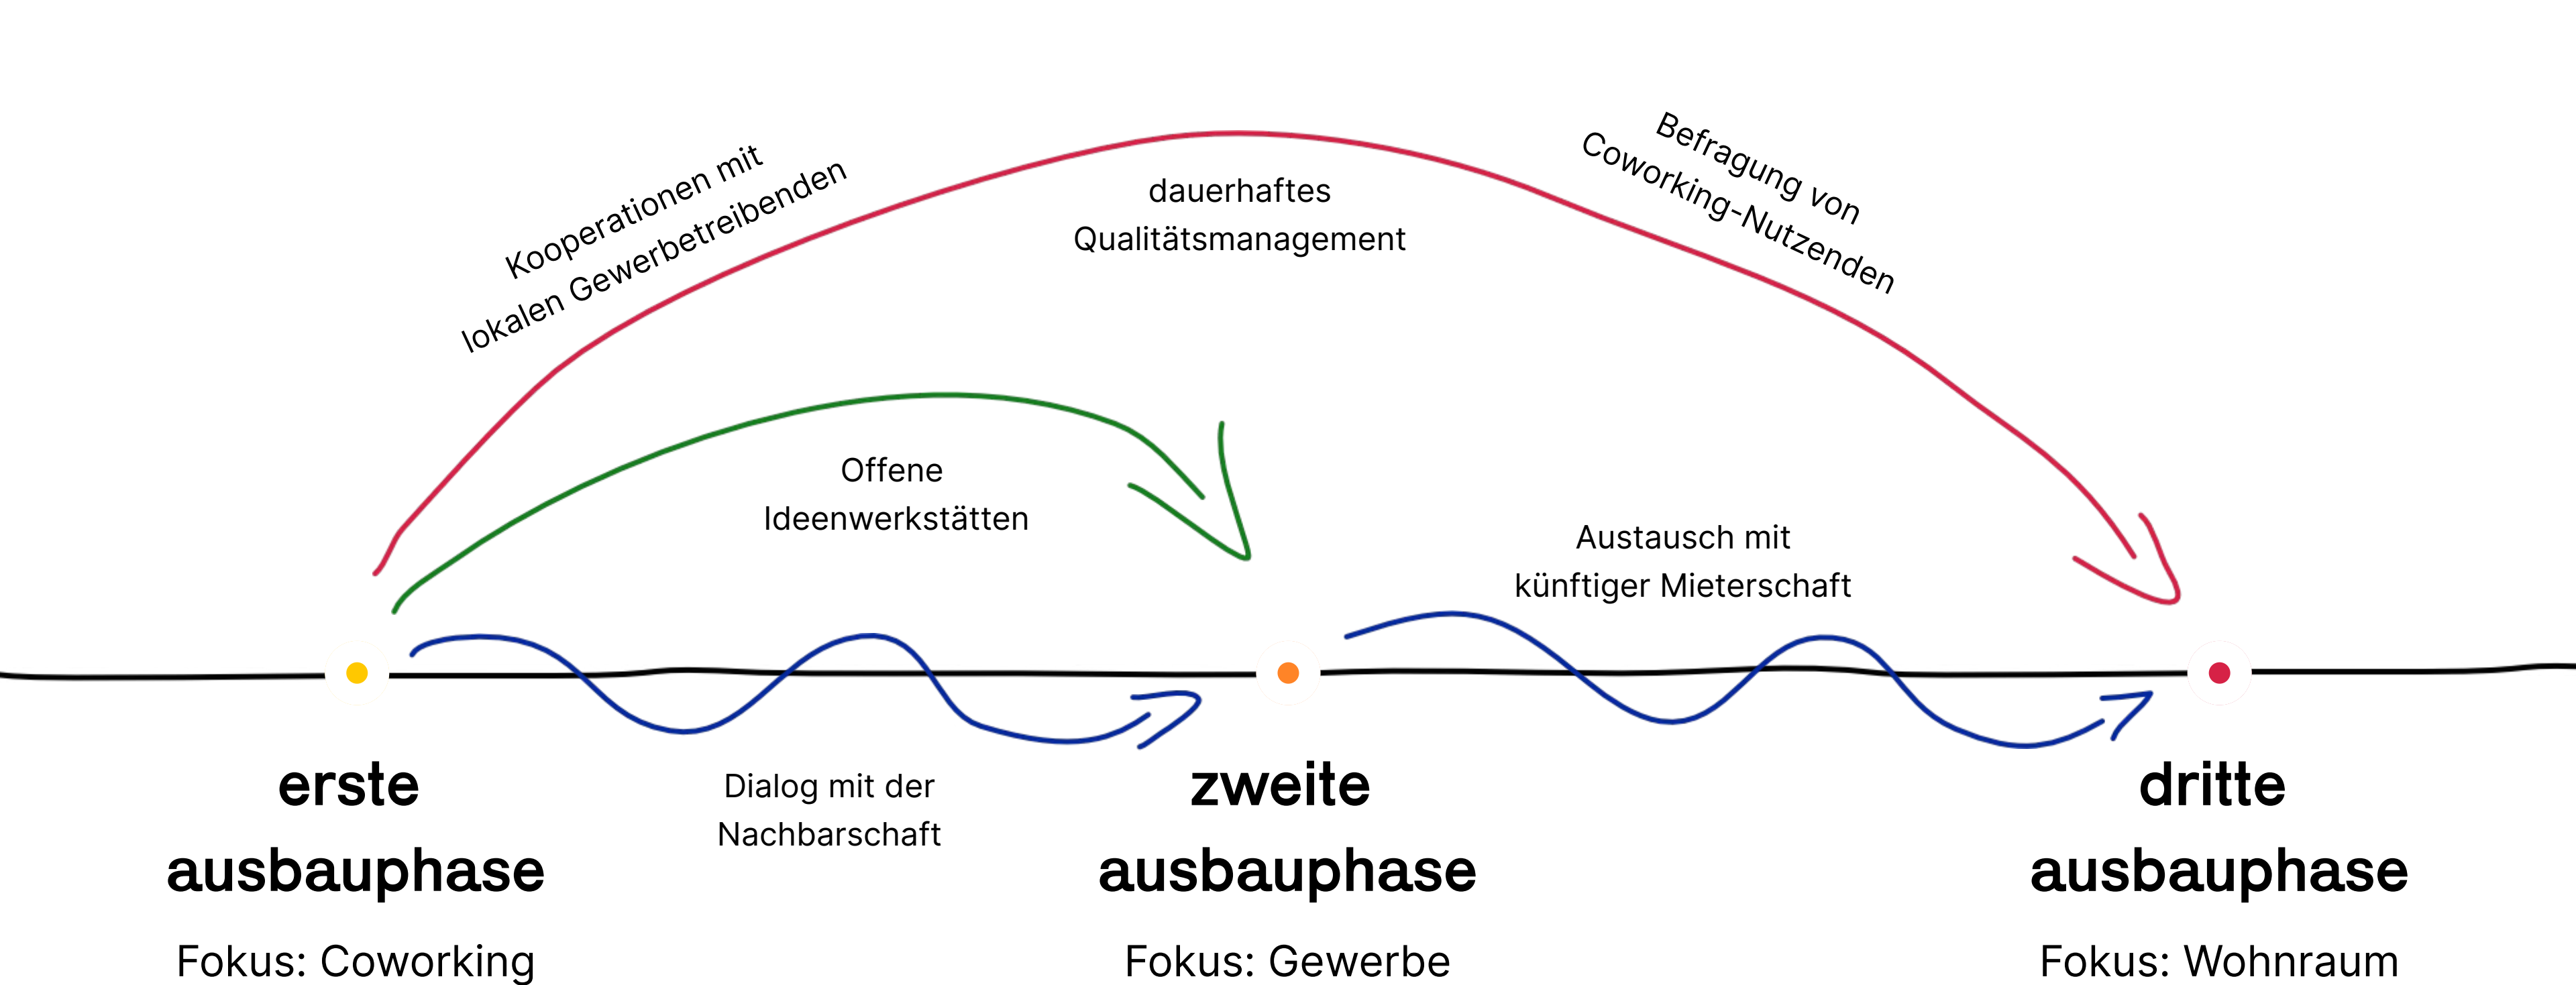 Kooperationen mit
lokalen Gewerbetreibenden
dauerhaftes
Qualitätsmanagement
Befragung von
Coworking-Nutzenden
Offene
Ideenwerkstätten
Austausch mit
künftiger Mieterschaft
Dialog mit der
Nachbarschaft
erste
ausbauphase
Fokus: Coworking
zweite
ausbauphase
Fokus: Gewerbe
dritte
ausbauphase
Fokus: Wohnraum